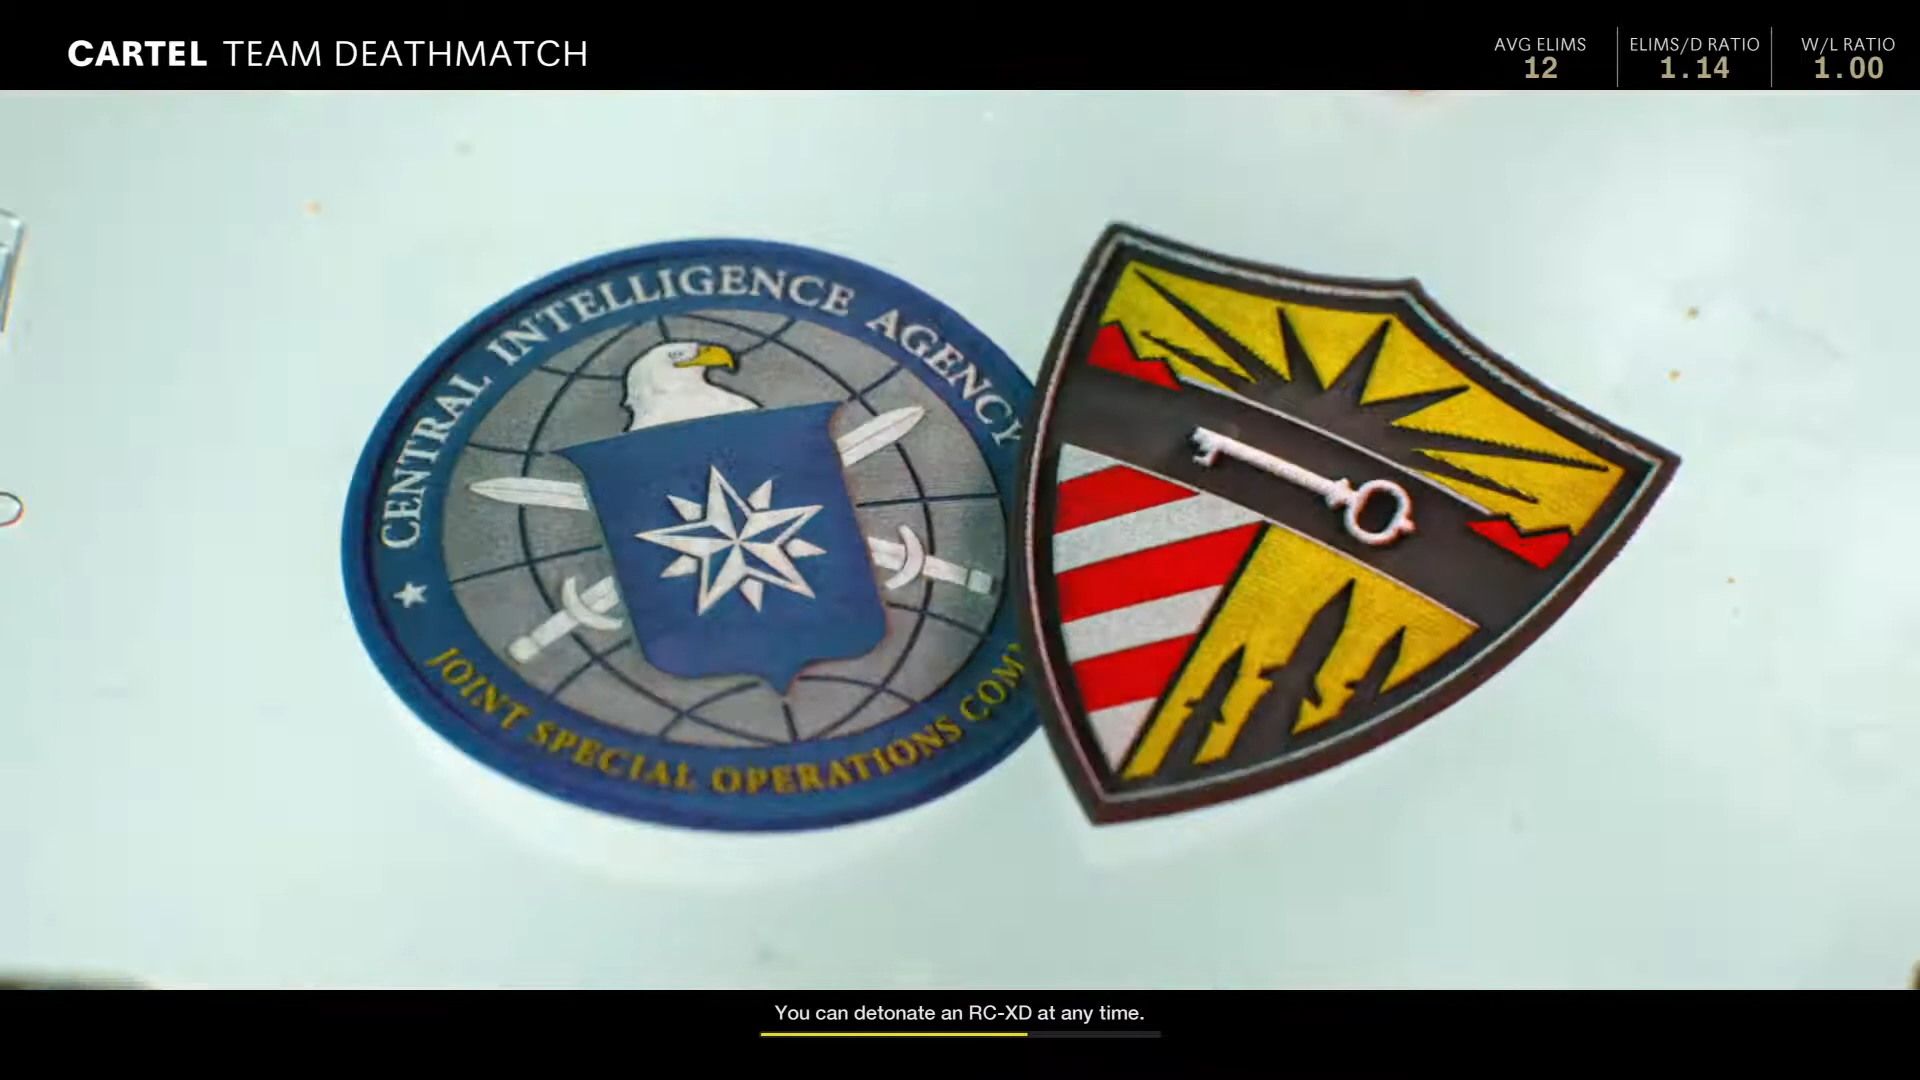 CARTEL TEAM DEATHMATCH
AVG ELIMS
12
ELIMS/D RATIO
1.14
W/L RATIO
1.00
CENTRAL INTELLIGENCE AGENCY
JOINT SPECIAL OPERATIONS
You can detonate an RC-XD at any time.